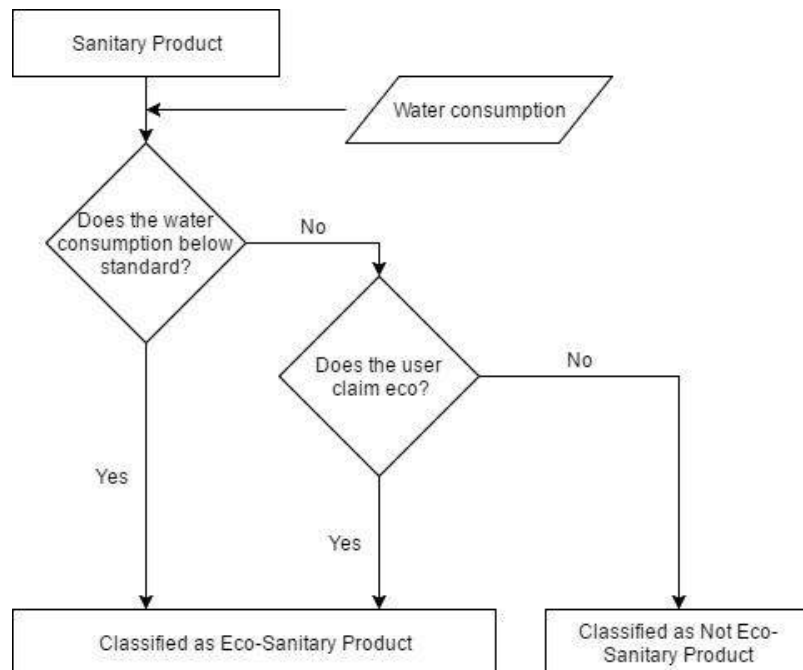 Sanitary Product
Water consumption
Does the water
consumption below
standard?
No
Does the user
claim eco?
No
Yes
Yes
Classified as Eco-Sanitary Product
Classified as Not Eco-
Sanitary Product